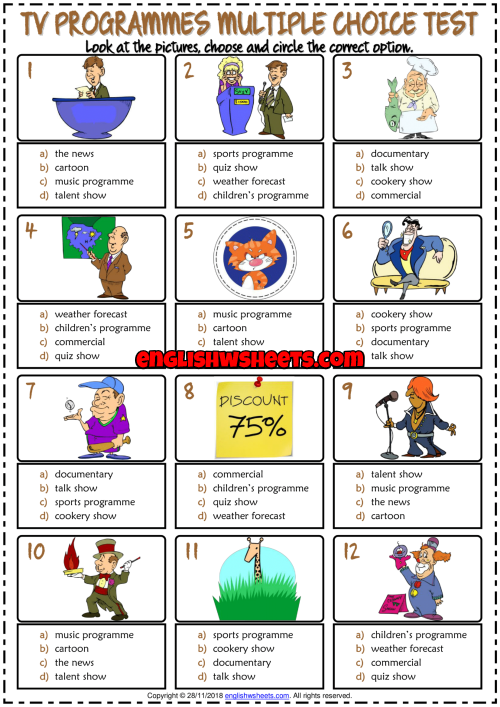 TV PROGRAMMES MULTIPLE CHOICE TEST
Look at the pictures, choose and circle the correct option.
1
a) the news
b) cartoon
c) music programme
d) talent show
2
a) sports programme
b) quiz show
c) weather forecast
d) children's programme
3
a) documentary
b) talk show
c) cookery show
d) commercial
4
a) weather forecast
b) children's programme
c) commercial
d) quiz show
5
a) music programme
b) cartoon
c) talent show
6
a) cookery show
b) sports programme
c) documentary
talk show
englishwsheets.com
7
a) documentary
b) talk show
c) sports programme
d) cookery show
8
DISCOUNT
75%
a) commercial
b) children's programme
c) quiz show
d) weather forecast
9
a) talent show
b) music programme
c) the news
d) cartoon
10
a) music programme
b) cartoon
c) the news
d) talent show
11
a) sports programme
b) cookery show
c) documentary
d) talk show
12
a) children's programme
b) weather forecast
c) commercial
d) quiz show
Copyright © 28/11/2018 englishwsheets.com. All rights reserved.